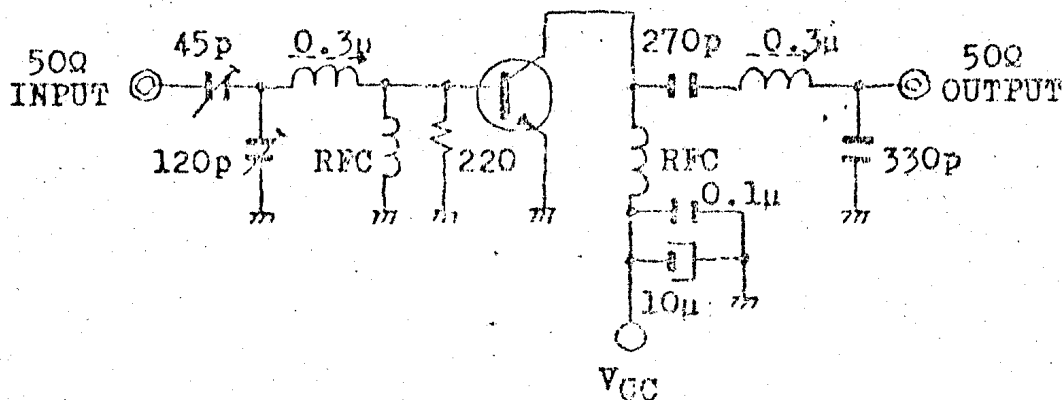 45p
0.3μ
270p
0.3μ
50Ω
INPUT
50Ω
OUTPUT
120p
RFC
220
RFC
330p
0.1μ
10μ
VCC